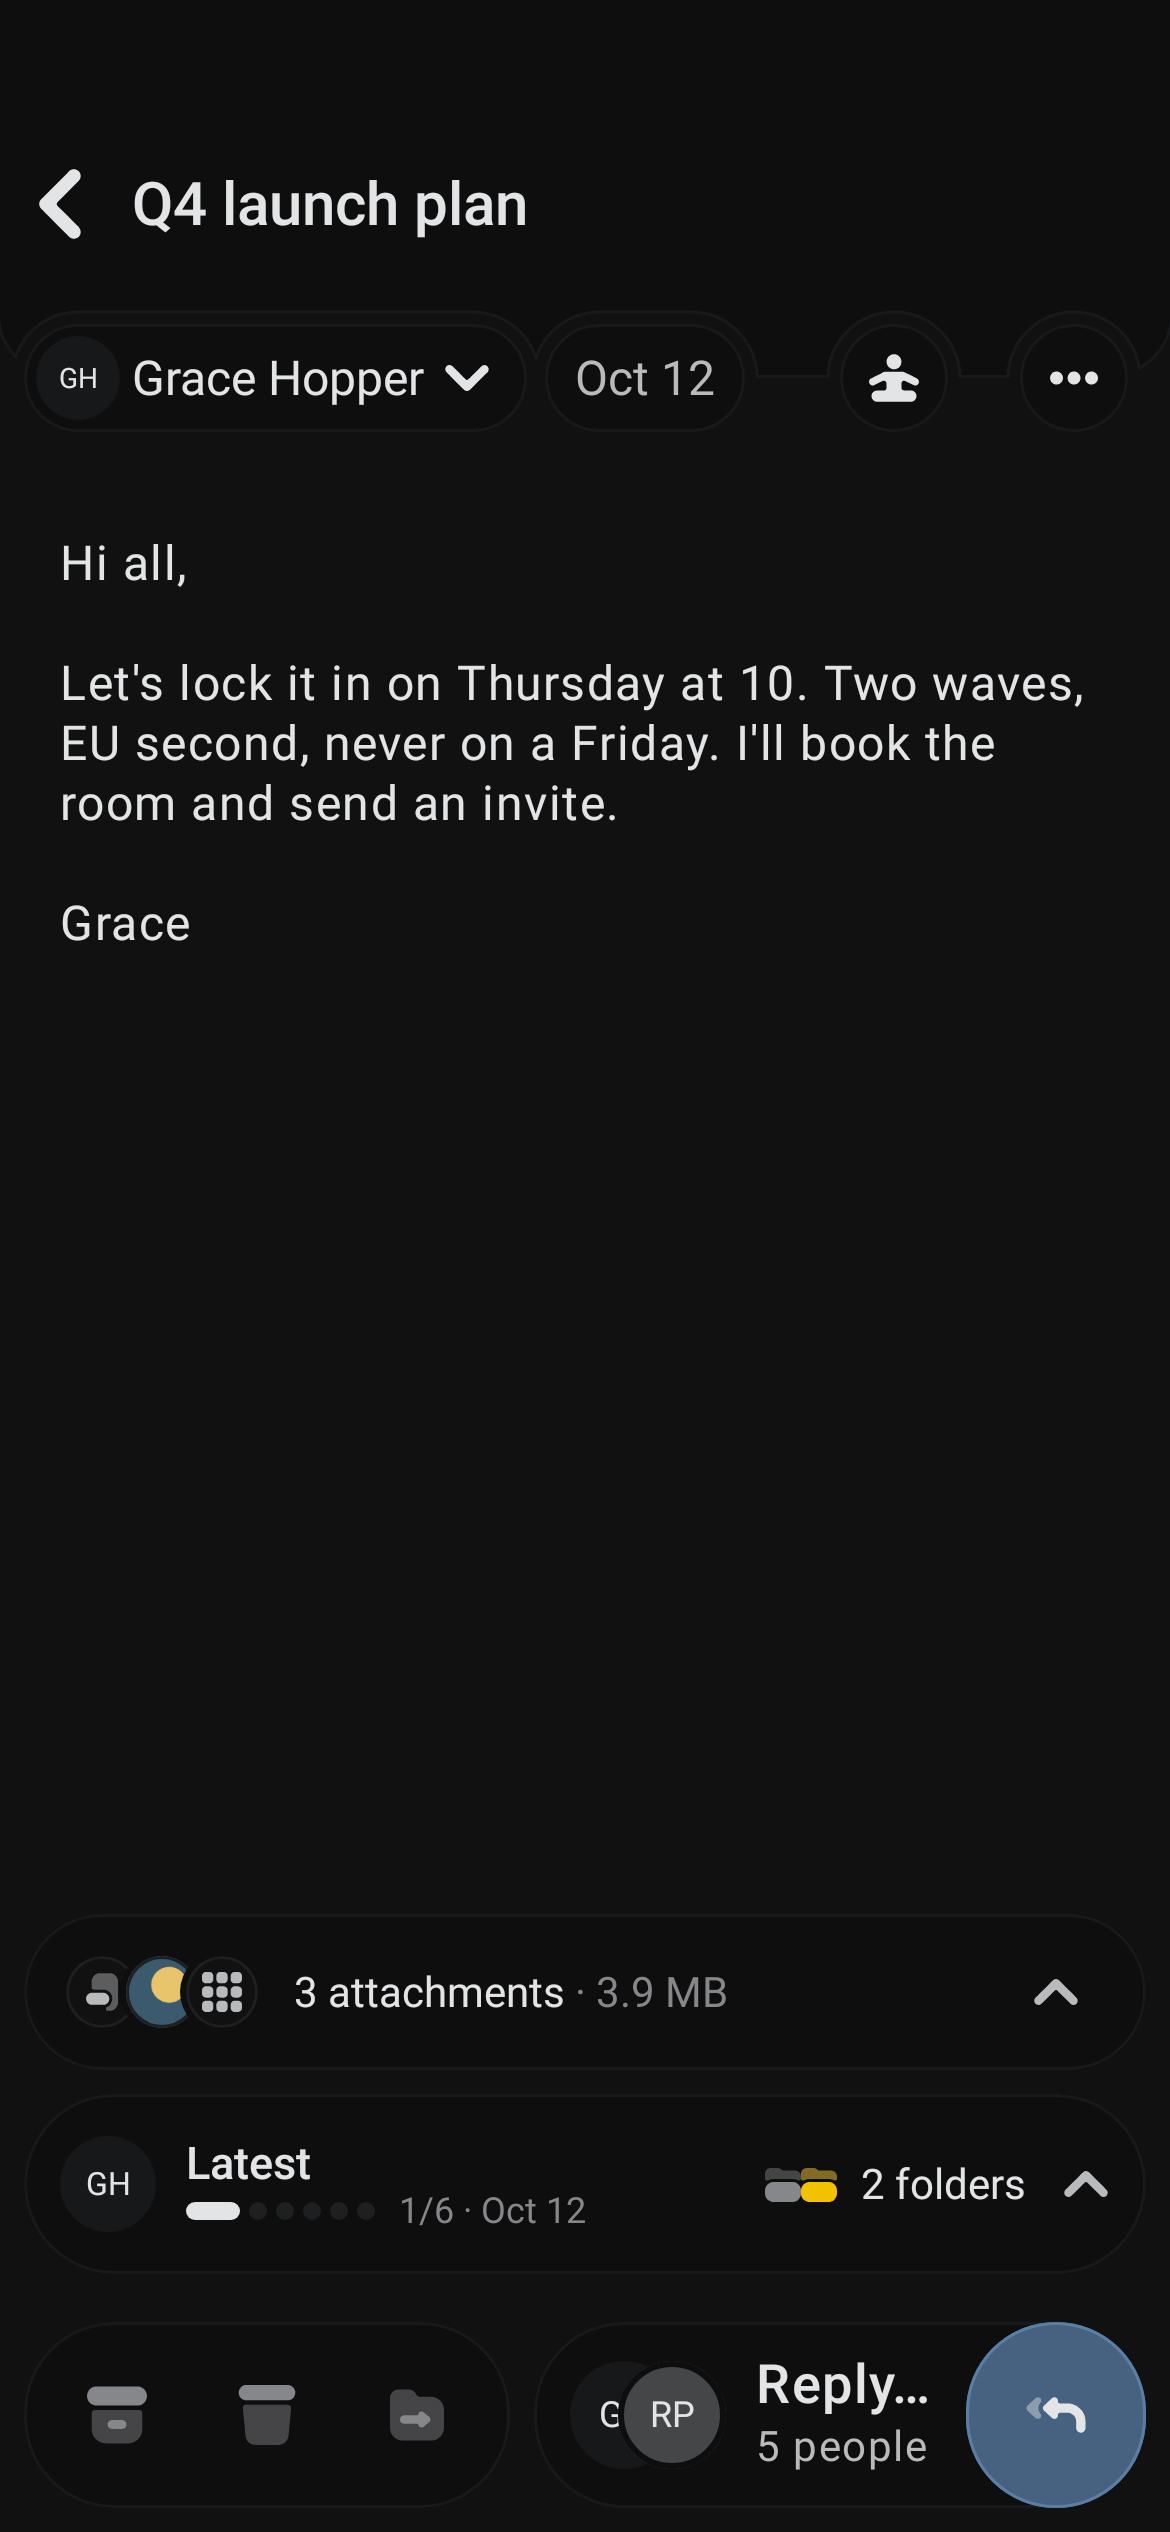 Q4 launch plan
GH Grace Hopper Oct 12
Hi all,
Let's lock it in on Thursday at 10. Two waves,
EU second, never on a Friday. I'll book the
room and send an invite.
Grace
3 attachments · 3.9 MB
GH Latest
1/6 · Oct 12
2 folders
G RP Reply...
5 people